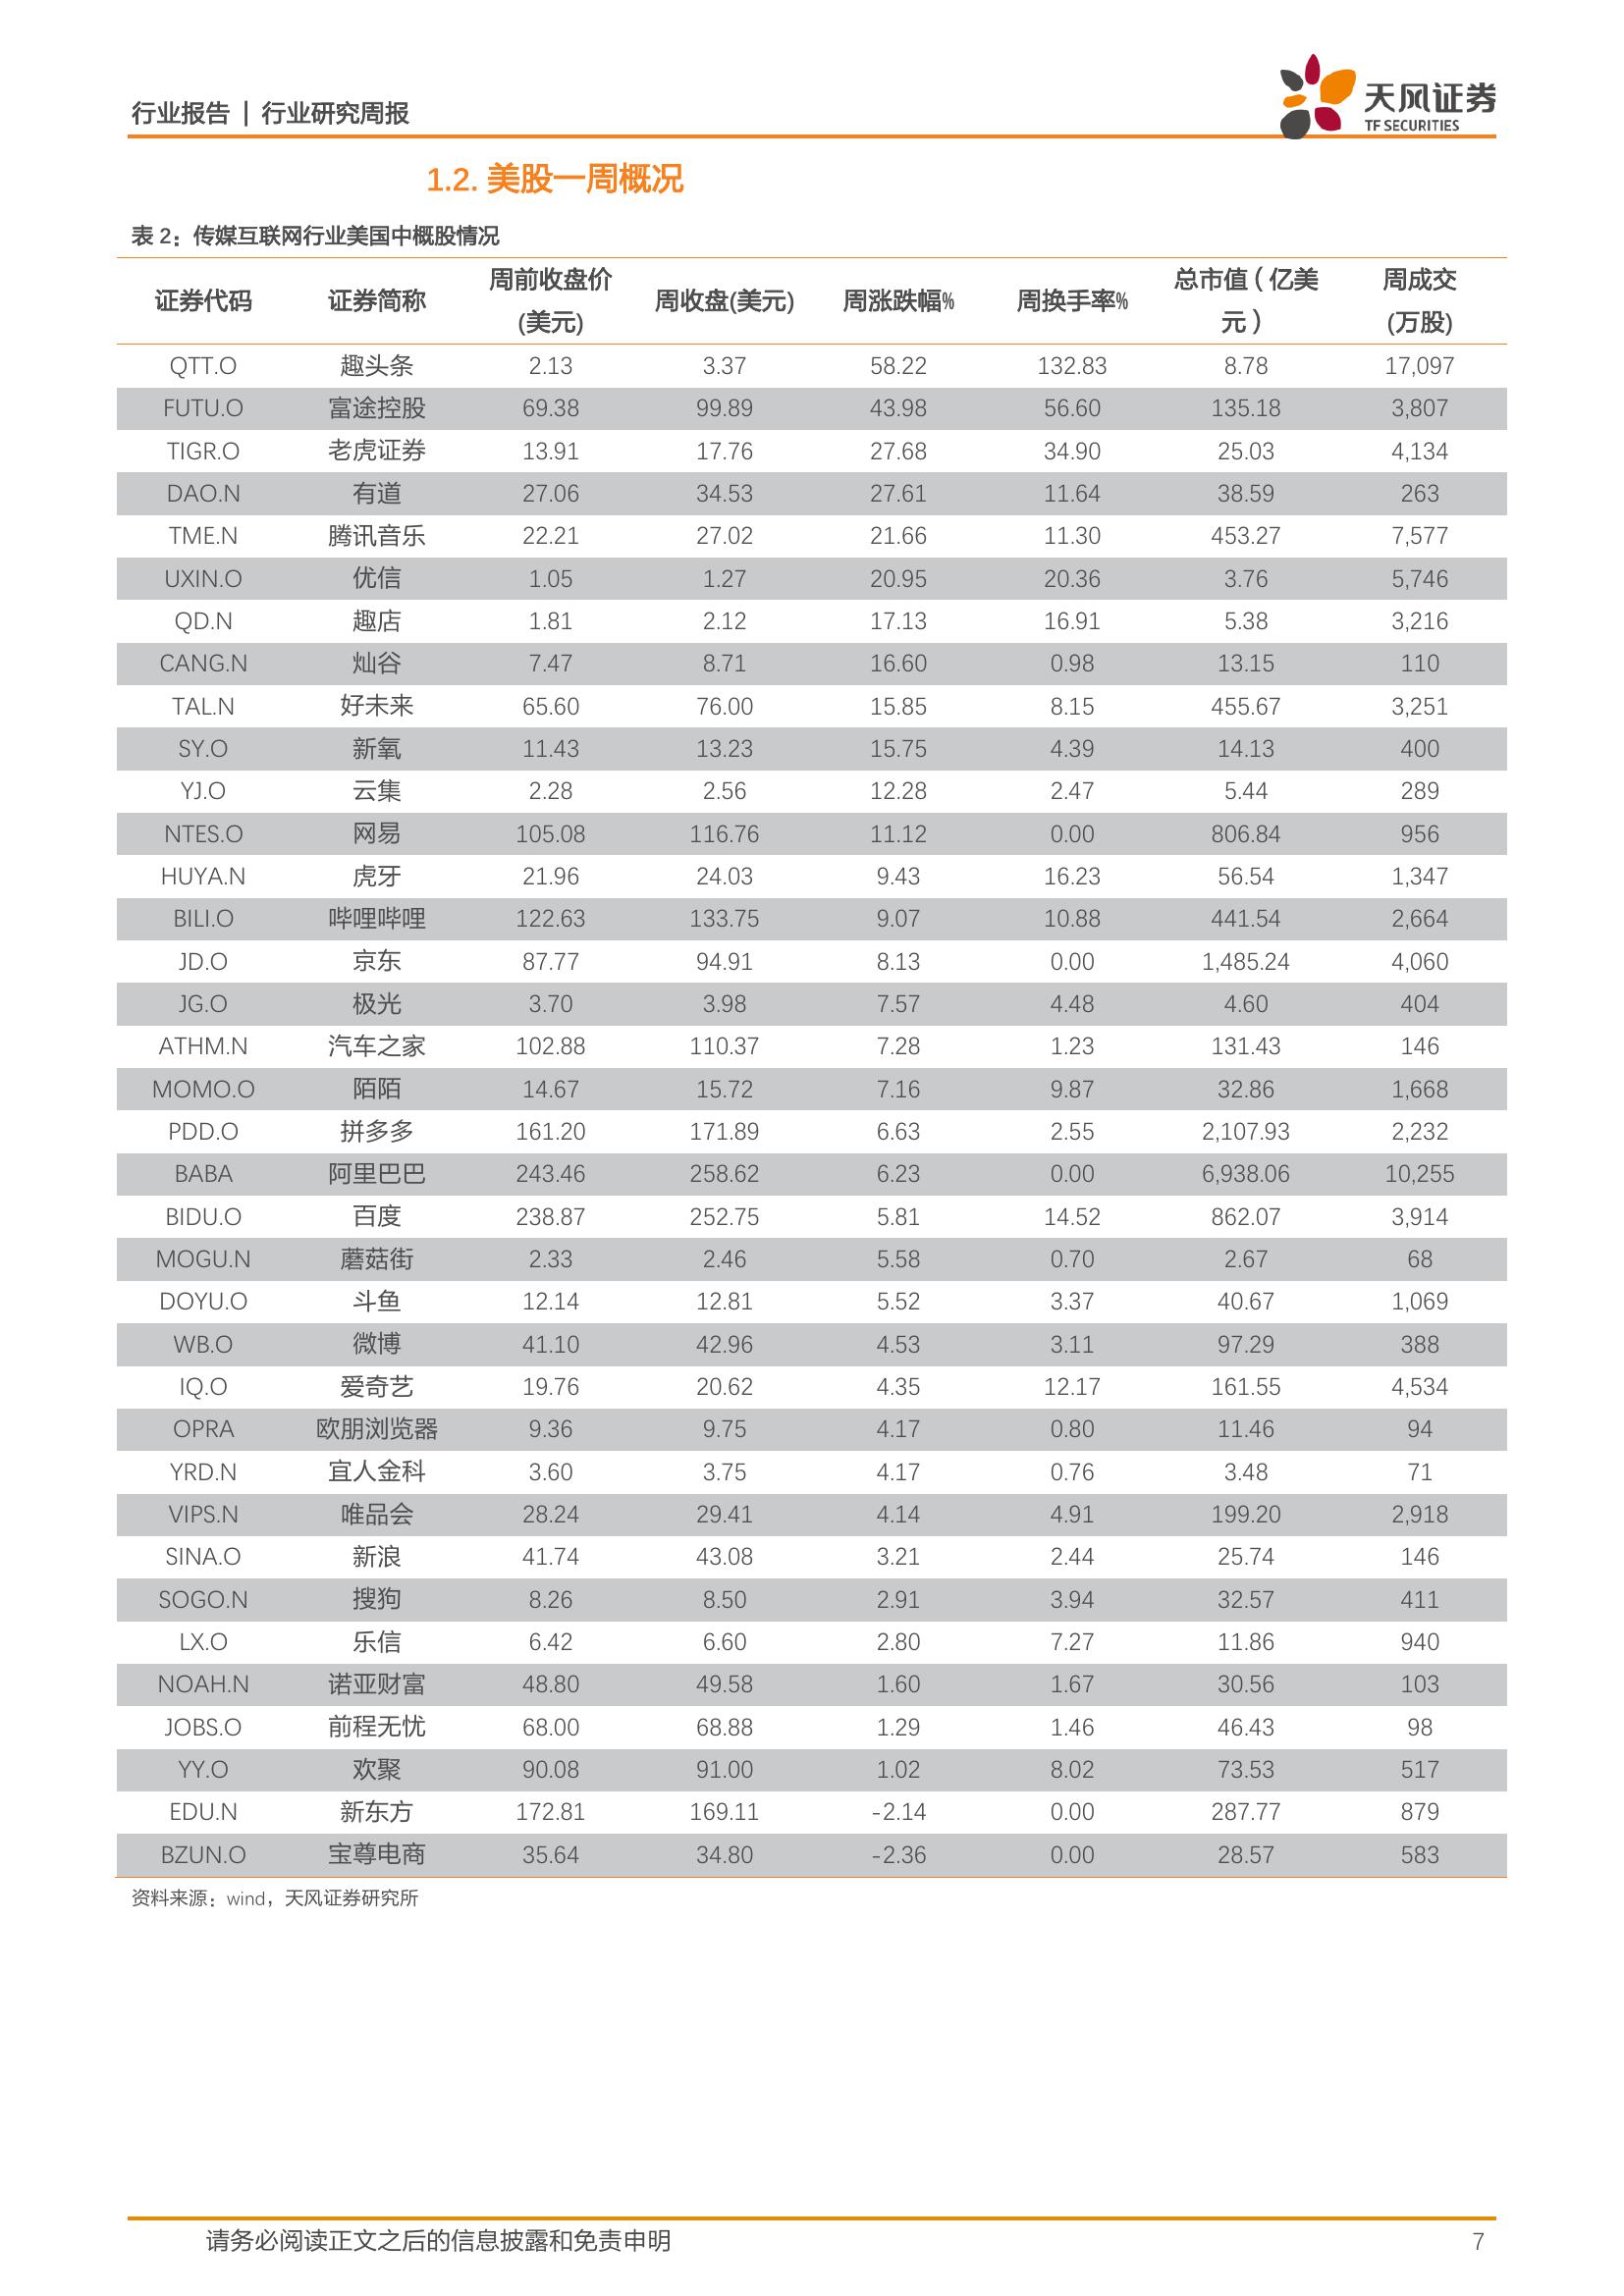 行业报告 | 行业研究周报
天风证券
TF SECURITIES
1.2. 美股一周概况
表 2：传媒互联网行业美国中概股情况
证券代码 证券简称 周前收盘价(美元) 周收盘(美元) 周涨跌幅% 周换手率% 总市值（亿美元） 周成交(万股)
QTT.O 趣头条 2.13 3.37 58.22 132.83 8.78 17,097
FUTU.O 富途控股 69.38 99.89 43.98 56.60 135.18 3,807
TIGR.O 老虎证券 13.91 17.76 27.68 34.90 25.03 4,134
DAO.N 有道 27.06 34.53 27.61 11.64 38.59 263
TME.N 腾讯音乐 22.21 27.02 21.66 11.30 453.27 7,577
UXIN.O 优信 1.05 1.27 20.95 20.36 3.76 5,746
QD.N 趣店 1.81 2.12 17.13 16.91 5.38 3,216
CANG.N 灿谷 7.47 8.71 16.60 0.98 13.15 110
TAL.N 好未来 65.60 76.00 15.85 8.15 455.67 3,251
SY.O 新氧 11.43 13.23 15.75 4.39 14.13 400
YJ.O 云集 2.28 2.56 12.28 2.47 5.44 289
NTES.O 网易 105.08 116.76 11.12 0.00 806.84 956
HUYA.N 虎牙 21.96 24.03 9.43 16.23 56.54 1,347
BILI.O 哔哩哔哩 122.63 133.75 9.07 10.88 441.54 2,664
JD.O 京东 87.77 94.91 8.13 0.00 1,485.24 4,060
JG.O 极光 3.70 3.98 7.57 4.48 4.60 404
ATHM.N 汽车之家 102.88 110.37 7.28 1.23 131.43 146
MOMO.O 陌陌 14.67 15.72 7.16 9.87 32.86 1,668
PDD.O 拼多多 161.20 171.89 6.63 2.55 2,107.93 2,232
BABA 阿里巴巴 243.46 258.62 6.23 0.00 6,938.06 10,255
BIDU.O 百度 238.87 252.75 5.81 14.52 862.07 3,914
MOGU.N 蘑菇街 2.33 2.46 5.58 0.70 2.67 68
DOYU.O 斗鱼 12.14 12.81 5.52 3.37 40.67 1,069
WB.O 微博 41.10 42.96 4.53 3.11 97.29 388
IQ.O 爱奇艺 19.76 20.62 4.35 12.17 161.55 4,534
OPRA 欧朋浏览器 9.36 9.75 4.17 0.80 11.46 94
YRD.N 宜人金科 3.60 3.75 4.17 0.76 3.48 71
VIPS.N 唯品会 28.24 29.41 4.14 4.91 199.20 2,918
SINA.O 新浪 41.74 43.08 3.21 2.44 25.74 146
SOGO.N 搜狗 8.26 8.50 2.91 3.94 32.57 411
LX.O 乐信 6.42 6.60 2.80 7.27 11.86 940
NOAH.N 诺亚财富 48.80 49.58 1.60 1.67 30.56 103
JOBS.O 前程无忧 68.00 68.88 1.29 1.46 46.43 98
YY.O 欢聚 90.08 91.00 1.02 8.02 73.53 517
EDU.N 新东方 172.81 169.11 -2.14 0.00 287.77 879
BZUN.O 宝尊电商 35.64 34.80 -2.36 0.00 28.57 583
资料来源：wind，天风证券研究所
请务必阅读正文之后的信息披露和免责申明 7